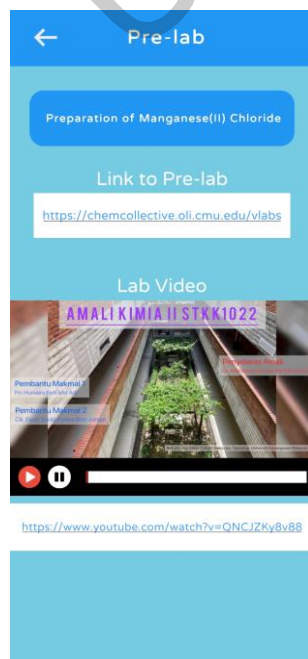 Pre-lab
Preparation of Manganese(II) Chloride
Link to Pre-lab
https://chemcollective.oli.cmu.edu/vlabs
Lab Video
AMALI KIMIA II STKK1022
Penyelaras Amali
Pembantu Makmal 1
Pembantu Makmal 2
https://www.youtube.com/watch?v=QNCJZKy8v88